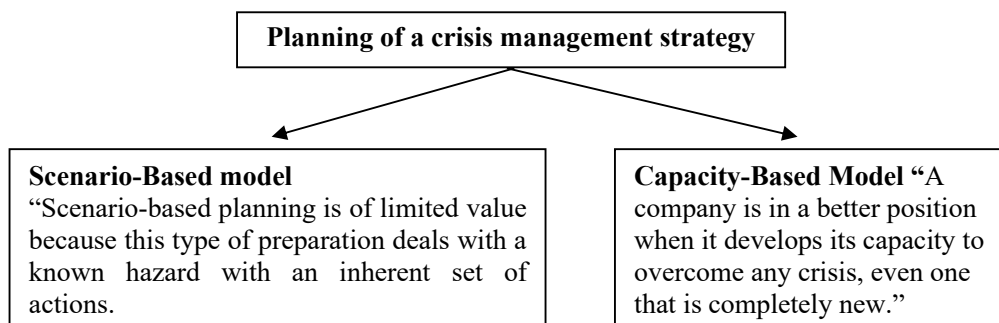 Planning of a crisis management strategy
Scenario-Based model
“Scenario-based planning is of limited value
because this type of preparation deals with a
known hazard with an inherent set of
actions.
Capacity-Based Model “A
company is in a better position
when it develops its capacity to
overcome any crisis, even one
that is completely new.”